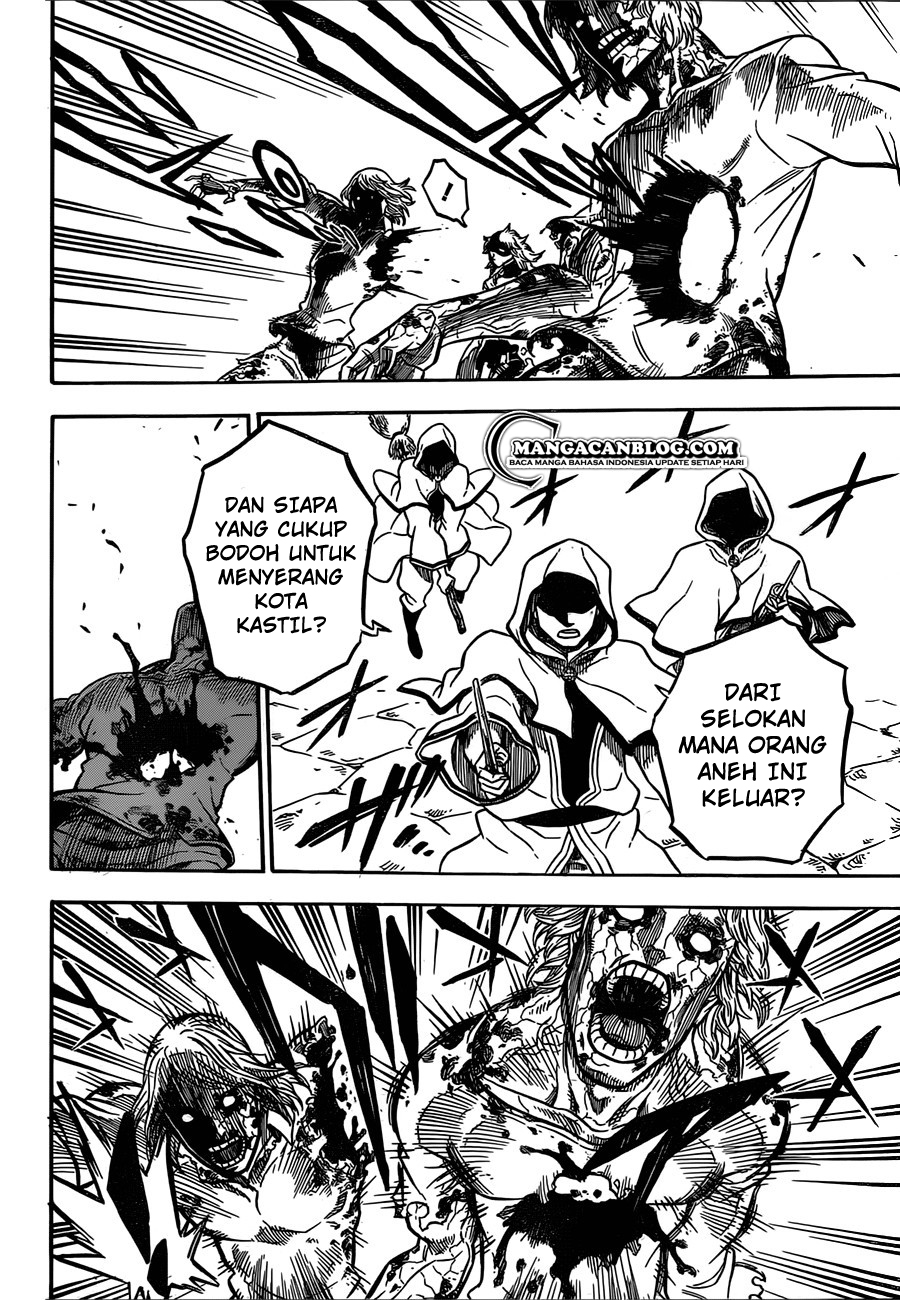 !
MANGACANBLOG.COM
BACA MANGA BAHASA INDONESIA UPDATE SETIAP HARI
DARI
SELOKAN
MANA ORANG
ANEH INI
KELUAR?
DAN SIAPA
YANG CUKUP
BODOH UNTUK
MENYERANG
KOTA
KASTIL?